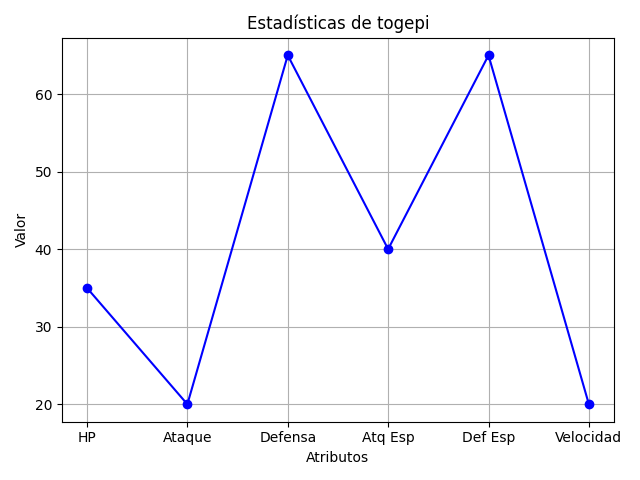 Estadísticas de togepi
Valor
60
50
40
30
20
HP Ataque Defensa Atq Esp Def Esp Velocidad
Atributos